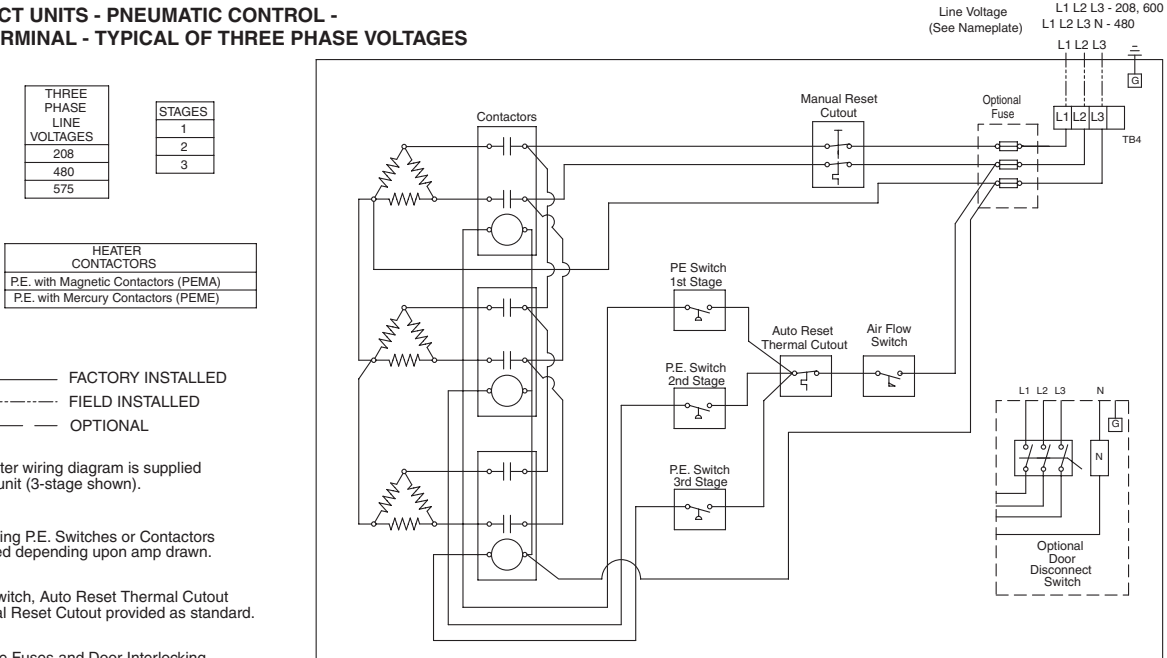 CT UNITS - PNEUMATIC CONTROL -
RMINAL - TYPICAL OF THREE PHASE VOLTAGES
Line Voltage
(See Nameplate)
L1 L2 L3 - 208, 600
L1 L2 L3 N - 480
L1 L2 L3
G
L1 L2 L3
TB4
THREE
PHASE
LINE
VOLTAGES
208
480
575
STAGES
1
2
3
Contactors
Manual Reset
Cutout
Optional
Fuse
HEATER
CONTACTORS
P.E. with Magnetic Contactors (PEMA)
P.E. with Mercury Contactors (PEME)
PE Switch
1st Stage
Auto Reset
Thermal Cutout
Air Flow
Switch
P.E. Switch
2nd Stage
P.E. Switch
3rd Stage
FACTORY INSTALLED
FIELD INSTALLED
OPTIONAL
L1 L2 L3 N
G
N
Optional
Door
Disconnect
Switch
ter wiring diagram is supplied
unit (3-stage shown).
ing P.E. Switches or Contactors
ed depending upon amp drawn.
witch, Auto Reset Thermal Cutout
al Reset Cutout provided as standard.
e Fuses and Door Interlocking